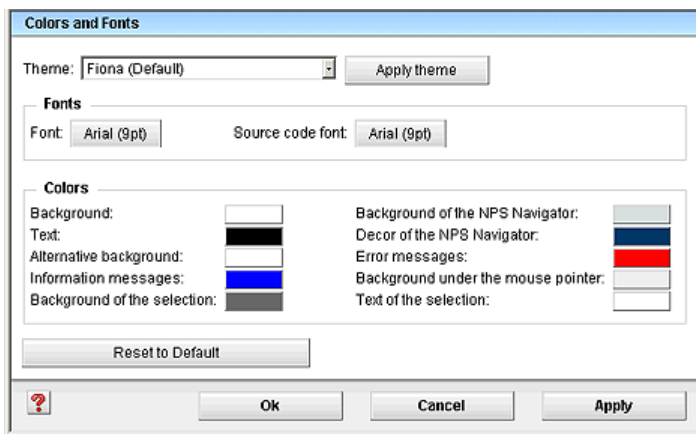 Colors and Fonts
Theme: Fiona (Default) Apply theme
Fonts
Font: Arial (9pt) Source code font: Arial (9pt)
Colors
Background: Background of the NPS Navigator:
Text: Decor of the NPS Navigator:
Alternative background: Error messages:
Information messages: Background under the mouse pointer:
Background of the selection: Text of the selection:
Reset to Default
? Ok Cancel Apply